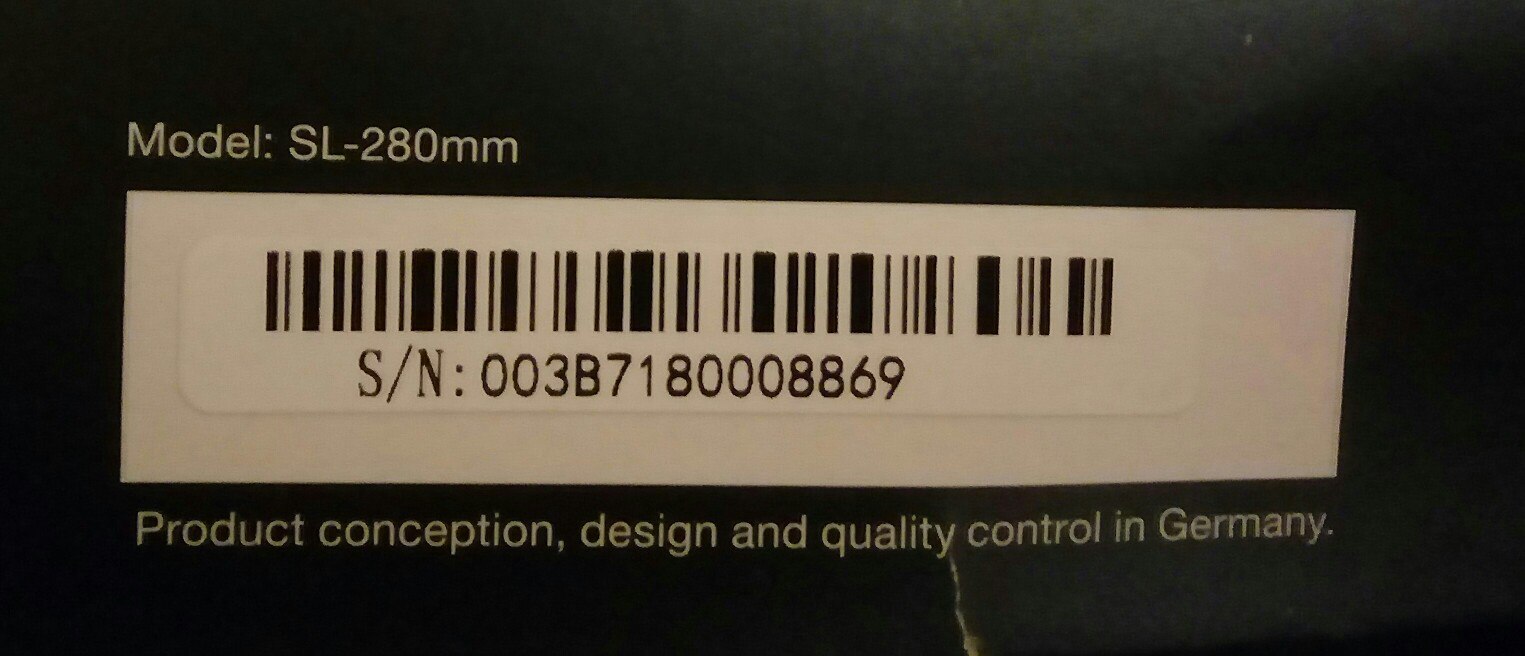 Model: SL-280mm
S/N:003B7180008869
Product conception, design and quality control in Germany.